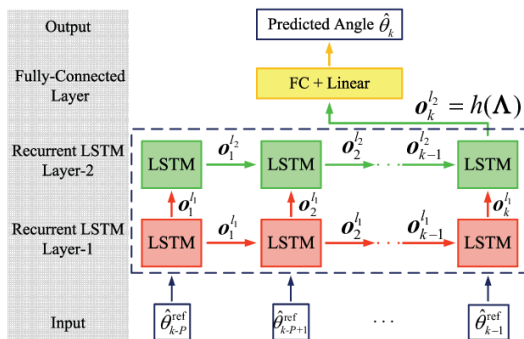 Output
Predicted Angle θ̂_k
Fully-Connected
Layer
FC + Linear
o_k^{l_2} = h(Λ)
Recurrent LSTM
Layer-2
LSTM o_1^{l_2} LSTM o_2^{l_2} · · · o_{k-1}^{l_2} LSTM
o_1^{l_1} o_2^{l_1} o_k^{l_1}
Recurrent LSTM
Layer-1
LSTM o_1^{l_1} LSTM o_2^{l_1} · · · o_{k-1}^{l_1} LSTM
Input
θ̂_{k-P}^{ref} θ̂_{k-P+1}^{ref} · · · θ̂_{k-1}^{ref}